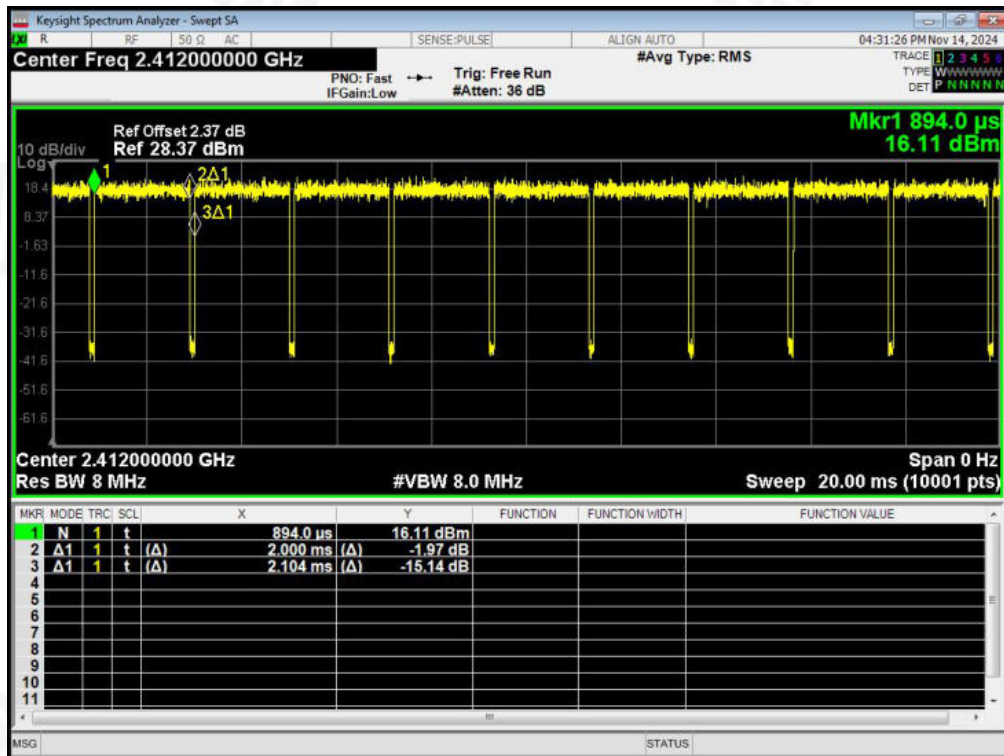 Keysight Spectrum Analyzer - Swept SA
LXI R RF 50 Ω AC SENSE:PULSE ALIGN AUTO 04:31:26 PM Nov 14, 2024
Center Freq 2.412000000 GHz #Avg Type: RMS TRACE 1 2 3 4 5 6
PNO: Fast Trig: Free Run TYPE WWWWWW
IFGain:Low #Atten: 36 dB DET P N N N N N
Mkr1 894.0 µs
16.11 dBm
Ref Offset 2.37 dB
10 dB/div Ref 28.37 dBm
Log
1 2Δ1
18.4
3Δ1
8.37
-1.63
-11.6
-21.6
-31.6
-41.6
-51.6
-61.6
Center 2.412000000 GHz Span 0 Hz
Res BW 8 MHz #VBW 8.0 MHz Sweep 20.00 ms (10001 pts)
MKR MODE TRC SCL X Y FUNCTION FUNCTION WIDTH FUNCTION VALUE
1 N 1 t 894.0 µs 16.11 dBm
2 Δ1 1 t (Δ) 2.000 ms (Δ) -1.97 dB
3 Δ1 1 t (Δ) 2.104 ms (Δ) -15.14 dB
4
5
6
7
8
9
10
11
MSG STATUS